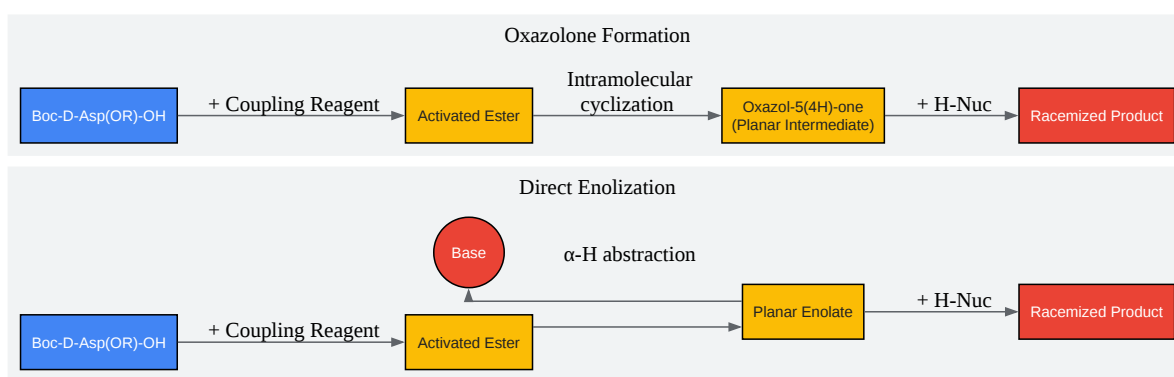 Oxazolone Formation
Boc-D-Asp(OR)-OH
+ Coupling Reagent
Activated Ester
Intramolecular
cyclization
Oxazol-5(4H)-one
(Planar Intermediate)
+ H-Nuc
Racemized Product
Direct Enolization
Base
α-H abstraction
Boc-D-Asp(OR)-OH
+ Coupling Reagent
Activated Ester
Planar Enolate
+ H-Nuc
Racemized Product